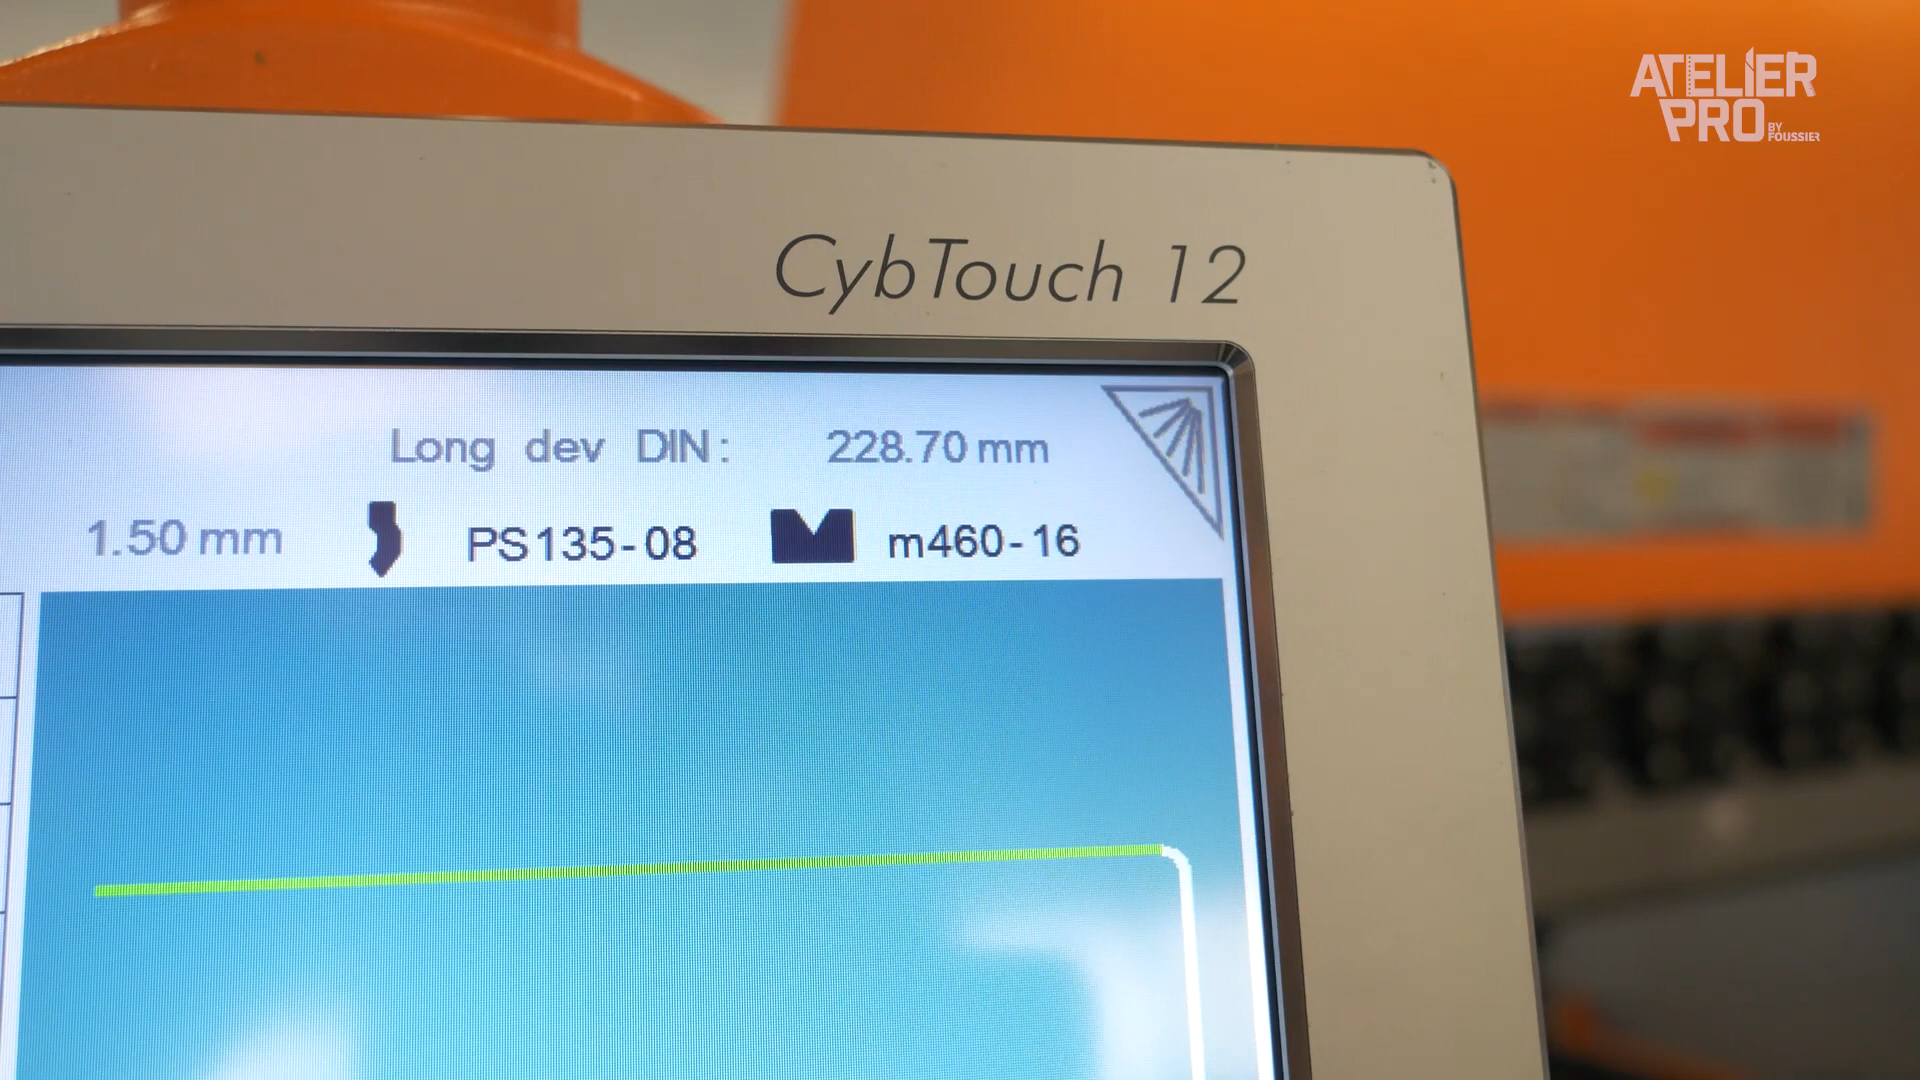 ATELIER
PRO BY FOUSSIER
CybTouch 12
Long dev DIN: 228.70 mm
1.50 mm PS135-08 m460-16